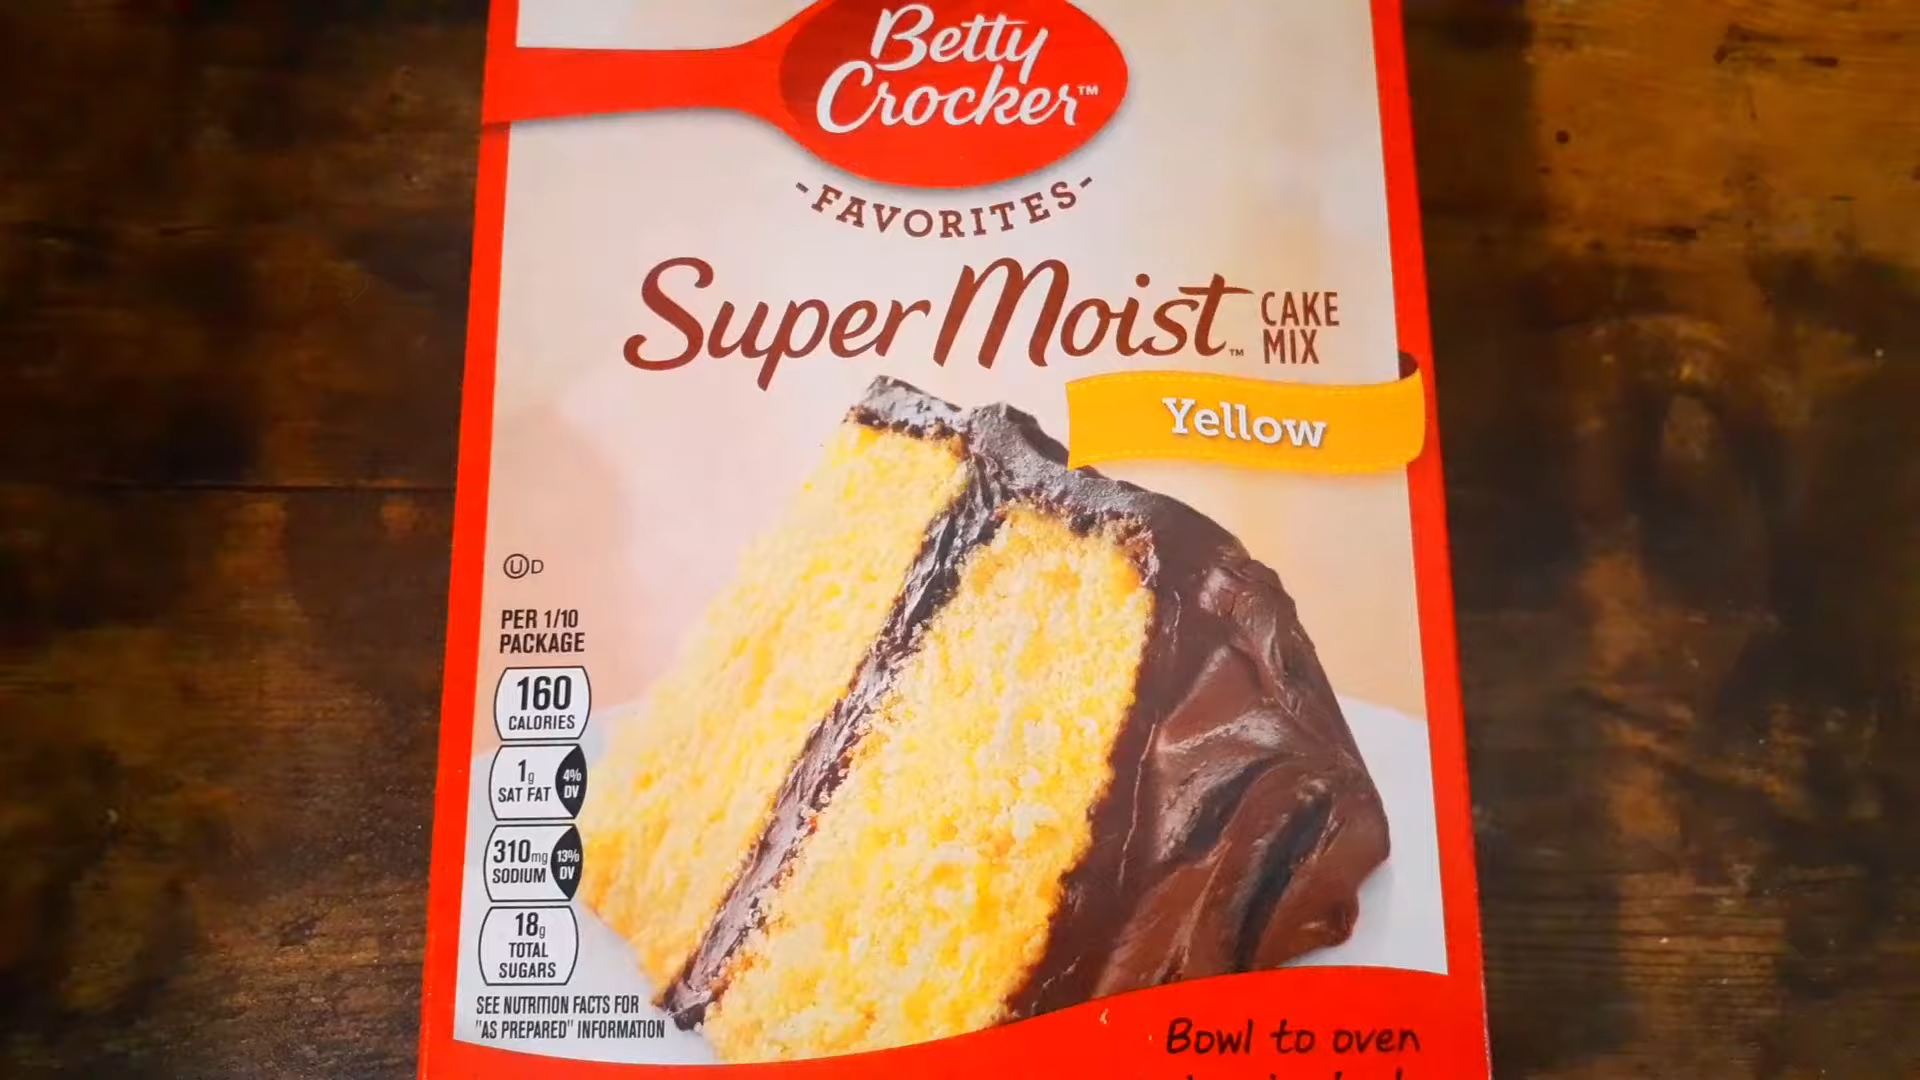 Betty
Crocker™
-FAVORITES-
Super Moist™ CAKE
MIX
Yellow
ⓊD
PER 1/10
PACKAGE
160
CALORIES
1g
SAT FAT
4%
DV
310mg
SODIUM
13%
DV
18g
TOTAL
SUGARS
SEE NUTRITION FACTS FOR
"AS PREPARED" INFORMATION
Bowl to oven